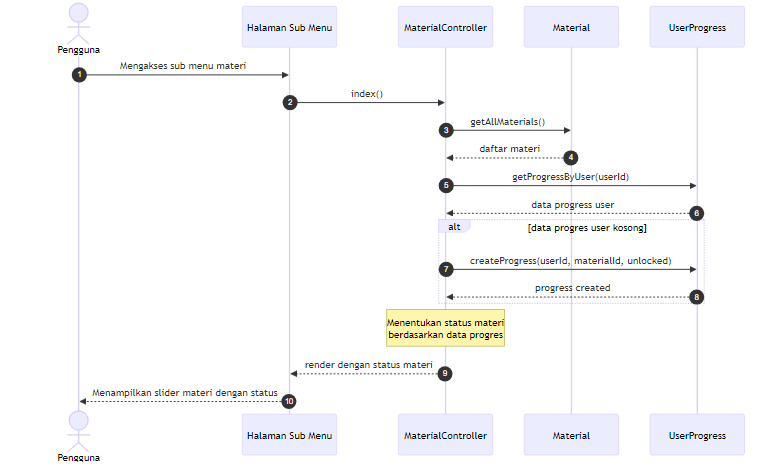 Pengguna
Halaman Sub Menu
MaterialController
Material
UserProgress
1
Mengakses sub menu materi
2
index()
3
getAllMaterials()
daftar materi
4
5
getProgressByUser(userId)
data progress user
6
alt
[data progres user kosong]
7
createProgress(userId, materialId, unlocked)
progress created
8
Menentukan status materi
berdasarkan data progres
render dengan status materi
9
Menampilkan slider materi dengan status
10
Pengguna
Halaman Sub Menu
MaterialController
Material
UserProgress